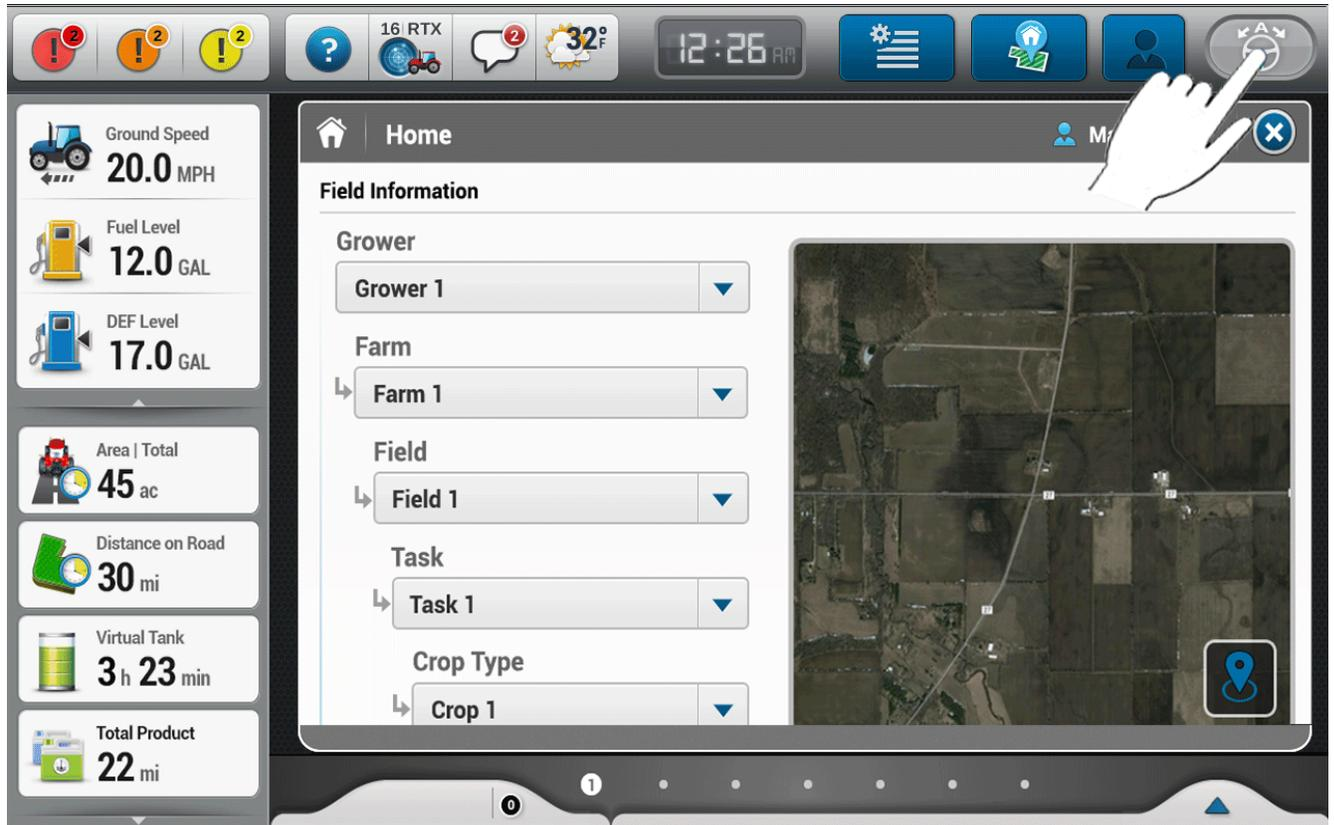 2
2
2
?
16 RTX
2
32°F
12:26 AM
A
Ground Speed
20.0 MPH
Fuel Level
12.0 GAL
DEF Level
17.0 GAL
Area | Total
45 ac
Distance on Road
30 mi
Virtual Tank
3 h 23 min
Total Product
22 mi
Home
Field Information
Grower
Grower 1
Farm
Farm 1
Field
Field 1
Task
Task 1
Crop Type
Crop 1
27
27
27
1
0